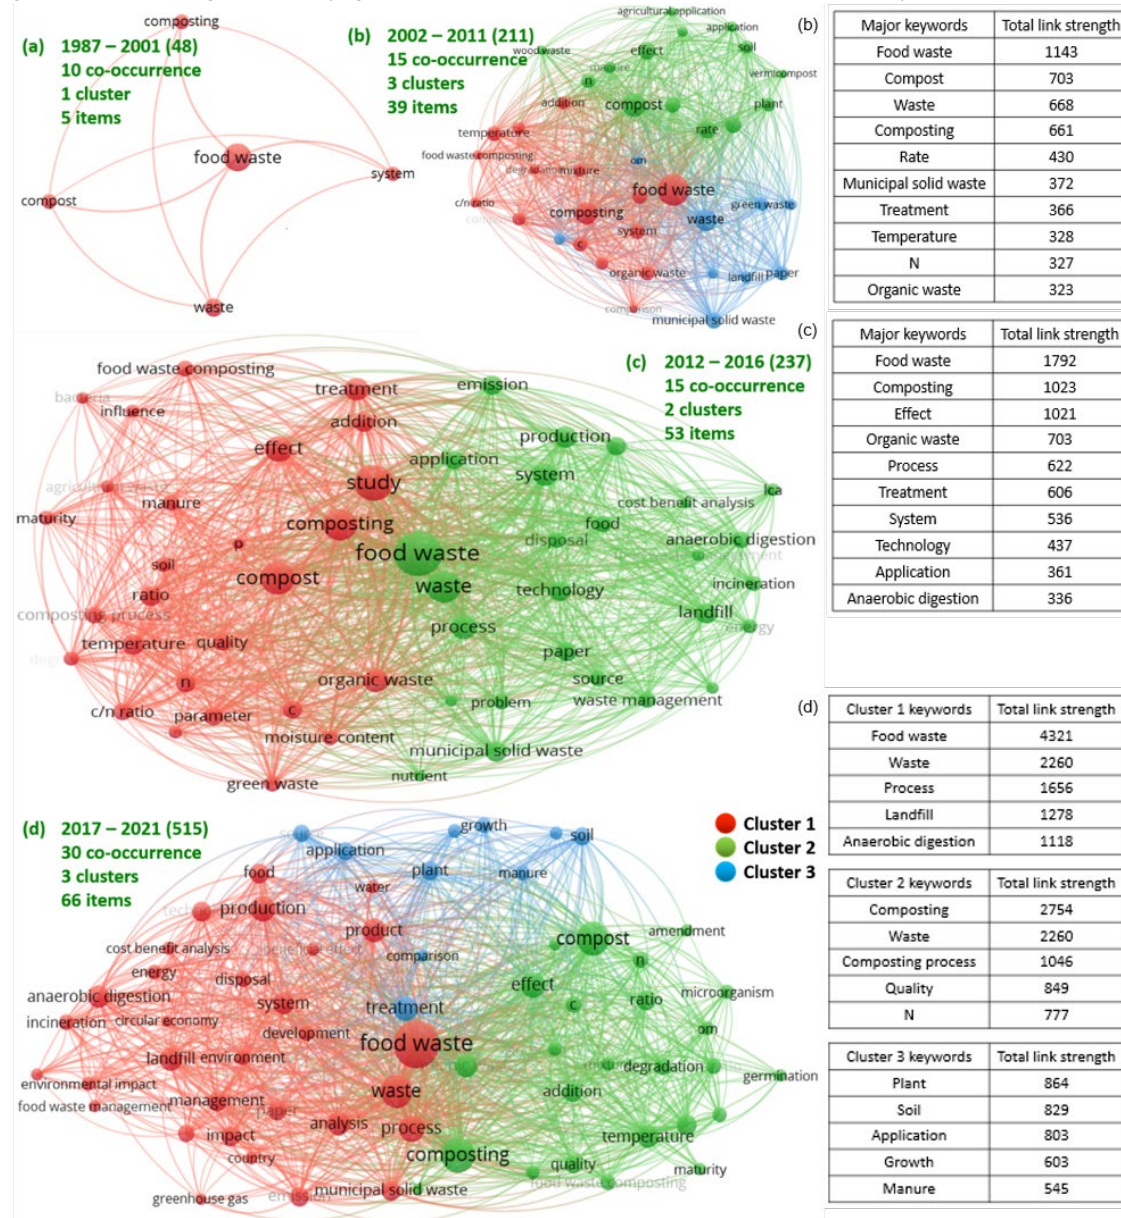 (a) 1987 – 2001 (48)
10 co-occurrence
1 cluster
5 items
composting
food waste
system
compost
waste
(b) 2002 – 2011 (211)
15 co-occurrence
3 clusters
39 items
agricultural application
application
wood waste
effect
soil
manure
vermicompost
n
addition
compost
plant
temperature
rate
food waste composting
om
degradation
mixture
food waste
c/n ratio
composting
green waste
waste
system
c
organic waste
landfill
paper
comparison
municipal solid waste
(b)
Major keywords Total link strength
Food waste 1143
Compost 703
Waste 668
Composting 661
Rate 430
Municipal solid waste 372
Treatment 366
Temperature 328
N 327
Organic waste 323
(c) 2012 – 2016 (237)
15 co-occurrence
2 clusters
53 items
food waste composting
treatment
emission
bacteria
influence
addition
production
effect
application
system
study
agricultural waste
manure
lca
cost benefit analysis
maturity
composting
food
p
food waste
disposal
anaerobic digestion
soil
compost
waste
technology
incineration
ratio
composting process
landfill
energy
process
temperature
quality
paper
organic waste
source
n
problem
waste management
c/n ratio
parameter
c
moisture content
municipal solid waste
nutrient
green waste
(c)
Major keywords Total link strength
Food waste 1792
Composting 1023
Effect 1021
Organic waste 703
Process 622
Treatment 606
System 536
Technology 437
Application 361
Anaerobic digestion 336
(d) 2017 – 2021 (515)
30 co-occurrence
3 clusters
66 items
Cluster 1
Cluster 2
Cluster 3
growth
soil
application
food
plant
manure
water
production
product
compost
amendment
cost benefit analysis
comparison
energy
n
disposal
effect
anaerobic digestion
system
treatment
c
ratio
microorganism
incineration
circular economy
development
om
food waste
landfill
environment
degradation
germination
environmental impact
waste
addition
food waste management
management
paper
impact
analysis
process
temperature
country
composting
quality
maturity
food waste composting
greenhouse gas
emission
municipal solid waste
(d)
Cluster 1 keywords Total link strength
Food waste 4321
Waste 2260
Process 1656
Landfill 1278
Anaerobic digestion 1118
Cluster 2 keywords Total link strength
Composting 2754
Waste 2260
Composting process 1046
Quality 849
N 777
Cluster 3 keywords Total link strength
Plant 864
Soil 829
Application 803
Growth 603
Manure 545